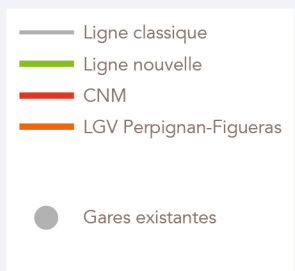 Ligne classique
Ligne nouvelle
CNM
LGV Perpignan-Figueras
Gares existantes